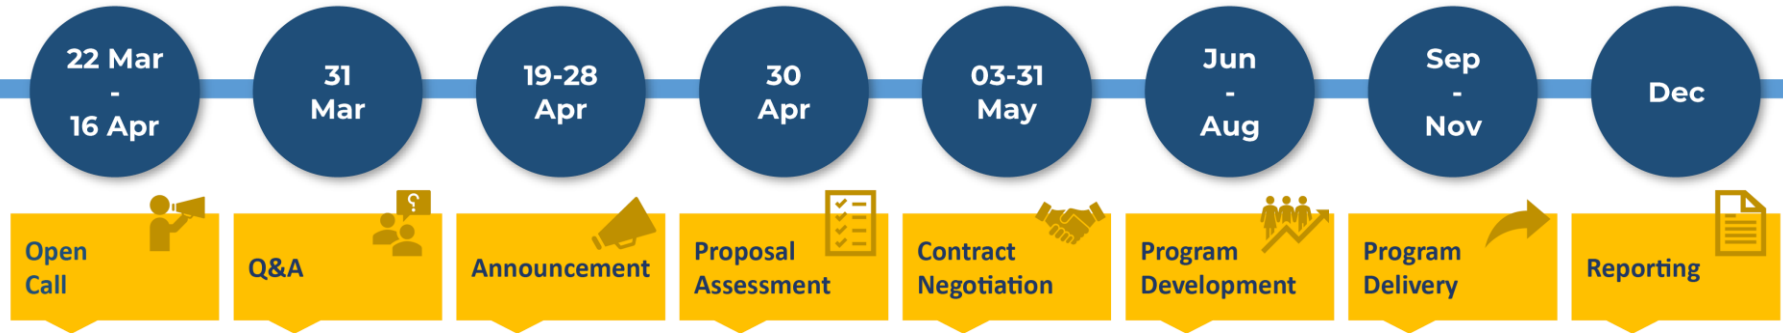 22 Mar
-
16 Apr
31
Mar
19-28
Apr
30
Apr
03-31
May
Jun
-
Aug
Sep
-
Nov
Dec
?
Open
Call
Q&A
Announcement
Proposal
Assessment
Contract
Negotiation
Program
Development
Program
Delivery
Reporting